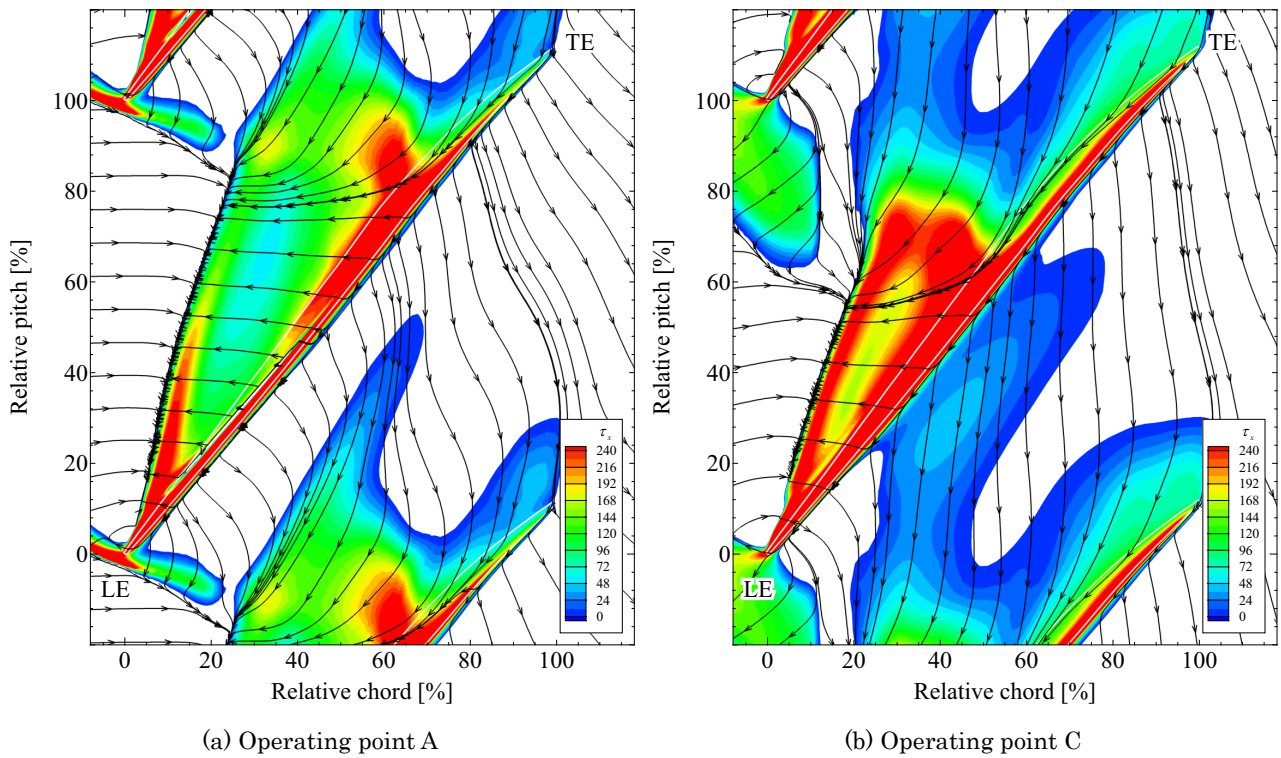 TE
100
80
60
40
20
0
LE
Relative pitch [%]
τx
240
216
192
168
144
120
96
72
48
24
0
0 20 40 60 80 100
Relative chord [%]
(a) Operating point A
TE
100
80
60
40
20
0
LE
Relative pitch [%]
τx
240
216
192
168
144
120
96
72
48
24
0
0 20 40 60 80 100
Relative chord [%]
(b) Operating point C